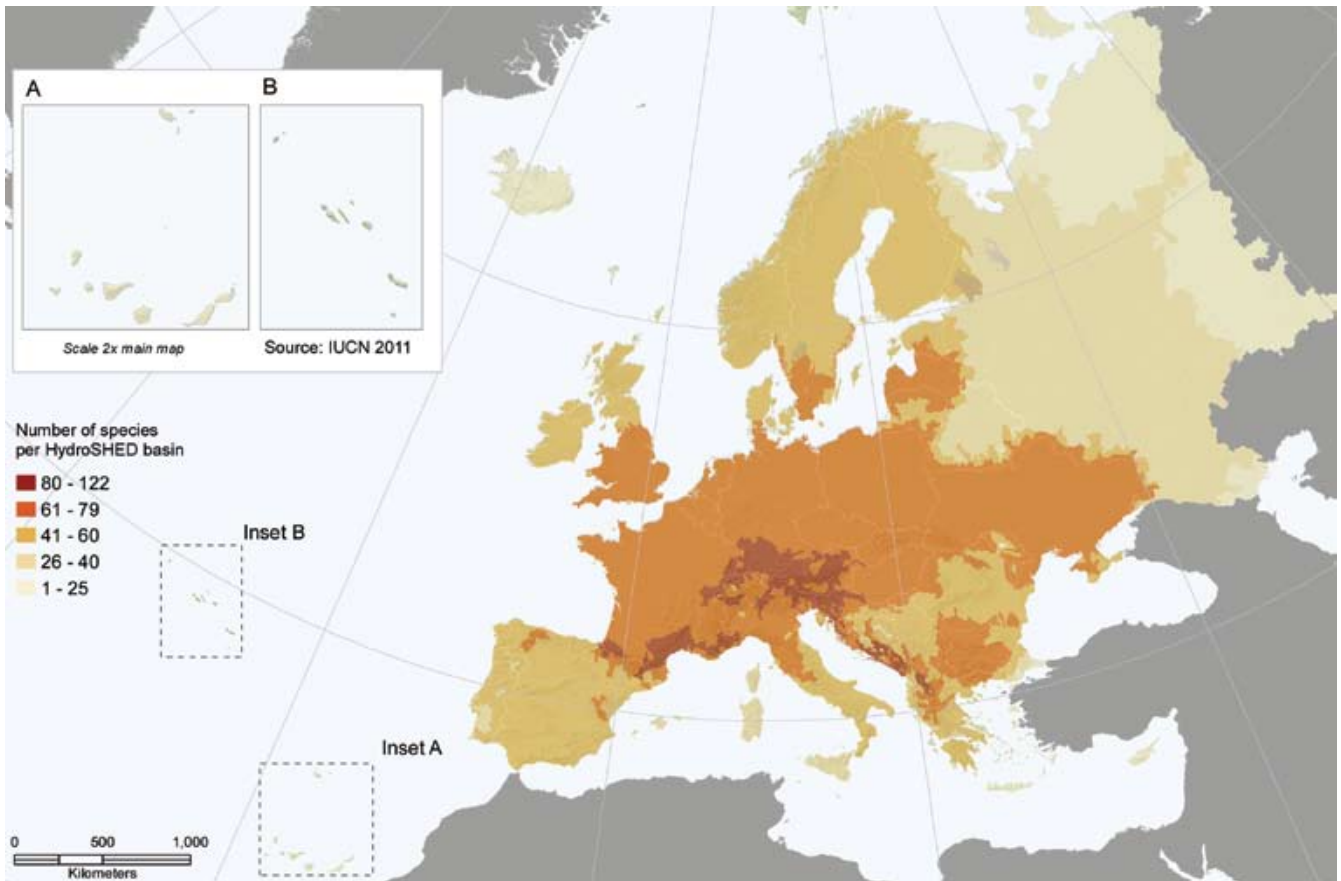 A
B
Scale 2x main map
Source: IUCN 2011
Number of species
per HydroSHED basin
80 - 122
61 - 79
41 - 60
26 - 40
1 - 25
Inset B
Inset A
0 500 1,000
Kilometers